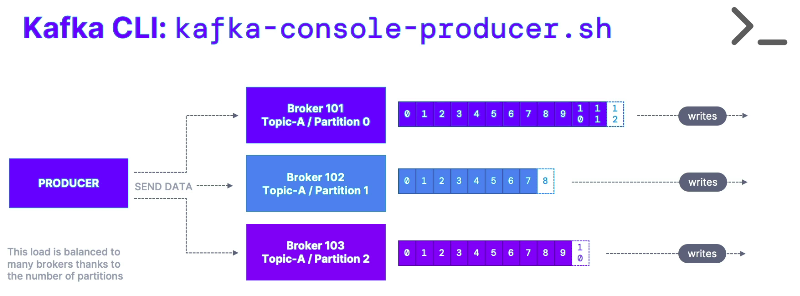 Kafka CLI: kafka-console-producer.sh
>_
Broker 101
Topic-A / Partition 0
0 1 2 3 4 5 6 7 8 9 10 11 12
writes
PRODUCER
SEND DATA
Broker 102
Topic-A / Partition 1
0 1 2 3 4 5 6 7 8
writes
Broker 103
Topic-A / Partition 2
0 1 2 3 4 5 6 7 8 9 10
writes
This load is balanced to
many brokers thanks to
the number of partitions